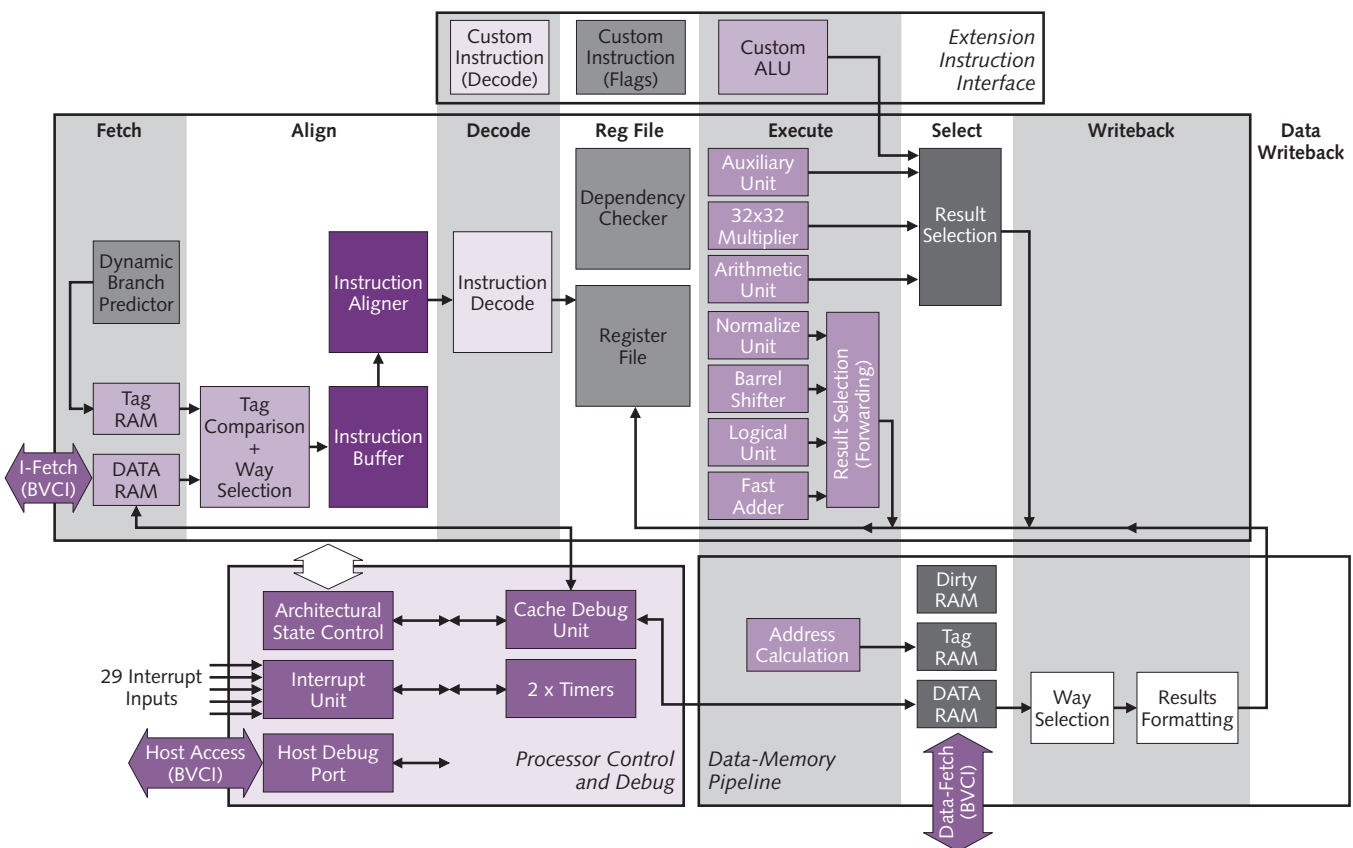 Custom
Instruction
(Decode)
Custom
Instruction
(Flags)
Custom
ALU
Extension
Instruction
Interface
Fetch
Align
Decode
Reg File
Execute
Select
Writeback
Data
Writeback
Dynamic
Branch
Predictor
Tag
RAM
DATA
RAM
I-Fetch
(BVCI)
Tag
Comparison
+
Way
Selection
Instruction
Aligner
Instruction
Buffer
Instruction
Decode
Dependency
Checker
Register
File
Auxiliary
Unit
32x32
Multiplier
Arithmetic
Unit
Normalize
Unit
Barrel
Shifter
Logical
Unit
Fast
Adder
Result Selection
(Forwarding)
Result
Selection
Architectural
State Control
Cache Debug
Unit
29 Interrupt
Inputs
Interrupt
Unit
2 x Timers
Host Access
(BVCI)
Host Debug
Port
Processor Control
and Debug
Data-Memory
Pipeline
Address
Calculation
Dirty
RAM
Tag
RAM
DATA
RAM
Way
Selection
Results
Formatting
Data-Fetch
(BVCI)